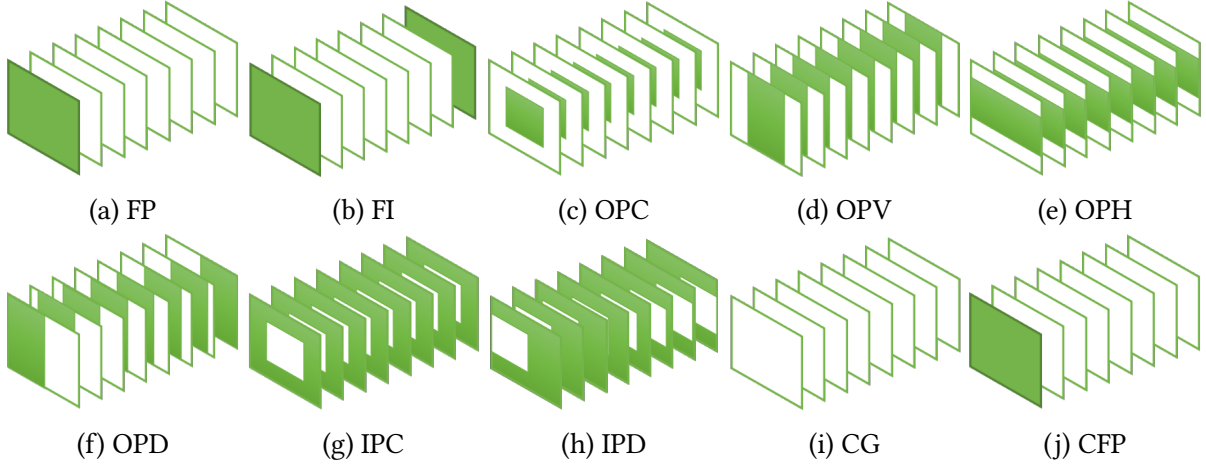 (a) FP
(b) FI
(c) OPC
(d) OPV
(e) OPH
(f) OPD
(g) IPC
(h) IPD
(i) CG
(j) CFP